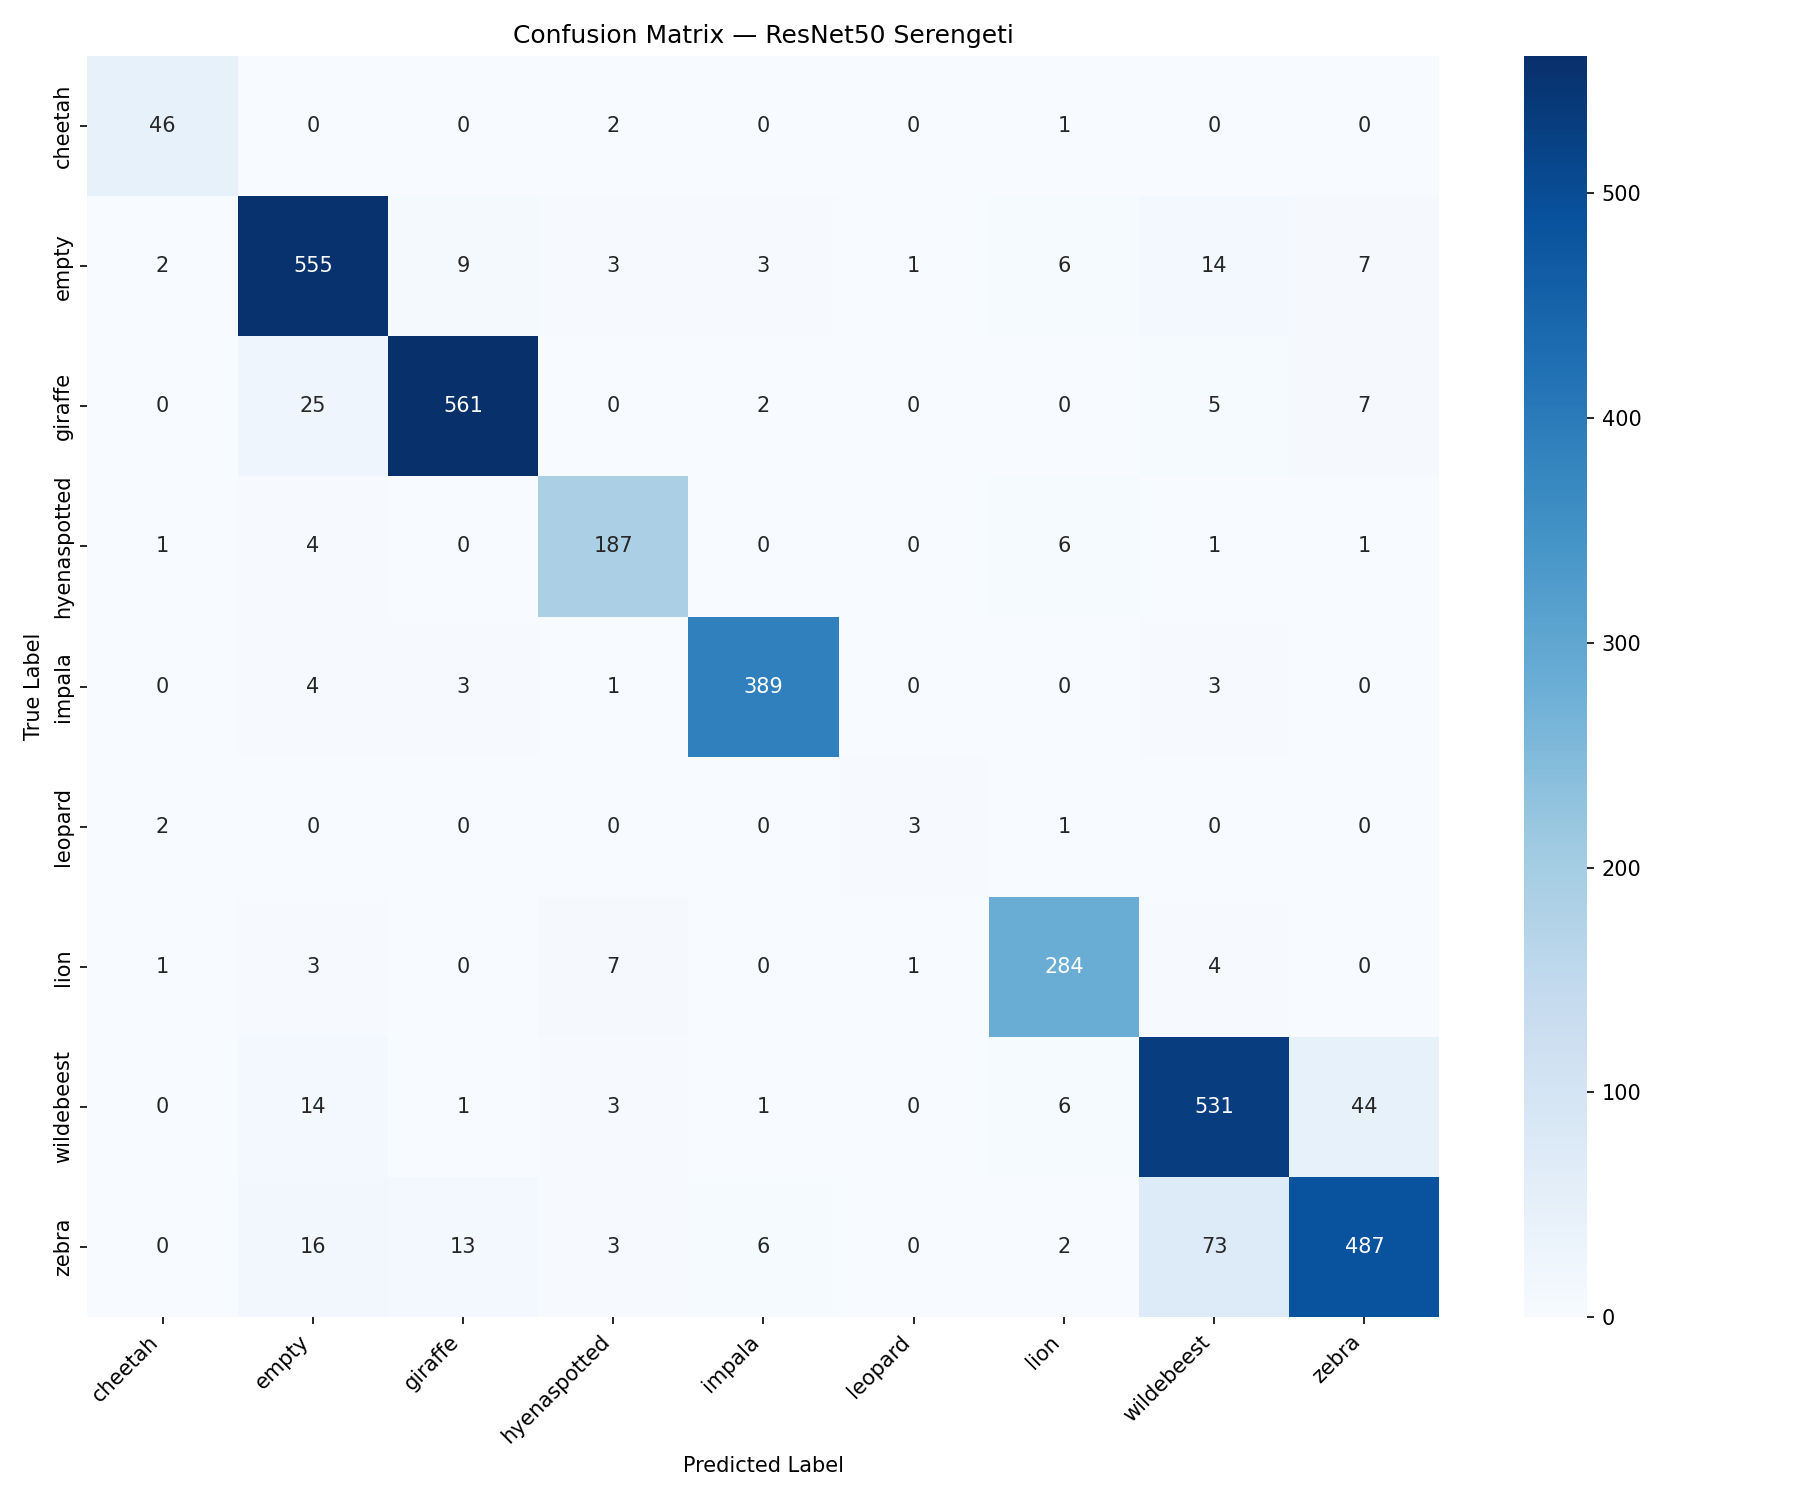 Confusion Matrix — ResNet50 Serengeti
True Label
cheetah 46 0 0 2 0 0 1 0 0
empty 2 555 9 3 3 1 6 14 7
giraffe 0 25 561 0 2 0 0 5 7
hyenaspotted 1 4 0 187 0 0 6 1 1
impala 0 4 3 1 389 0 0 3 0
leopard 2 0 0 0 0 3 1 0 0
lion 1 3 0 7 0 1 284 4 0
wildebeest 0 14 1 3 1 0 6 531 44
zebra 0 16 13 3 6 0 2 73 487
cheetah empty giraffe hyenaspotted impala leopard lion wildebeest zebra
Predicted Label
500
400
300
200
100
0